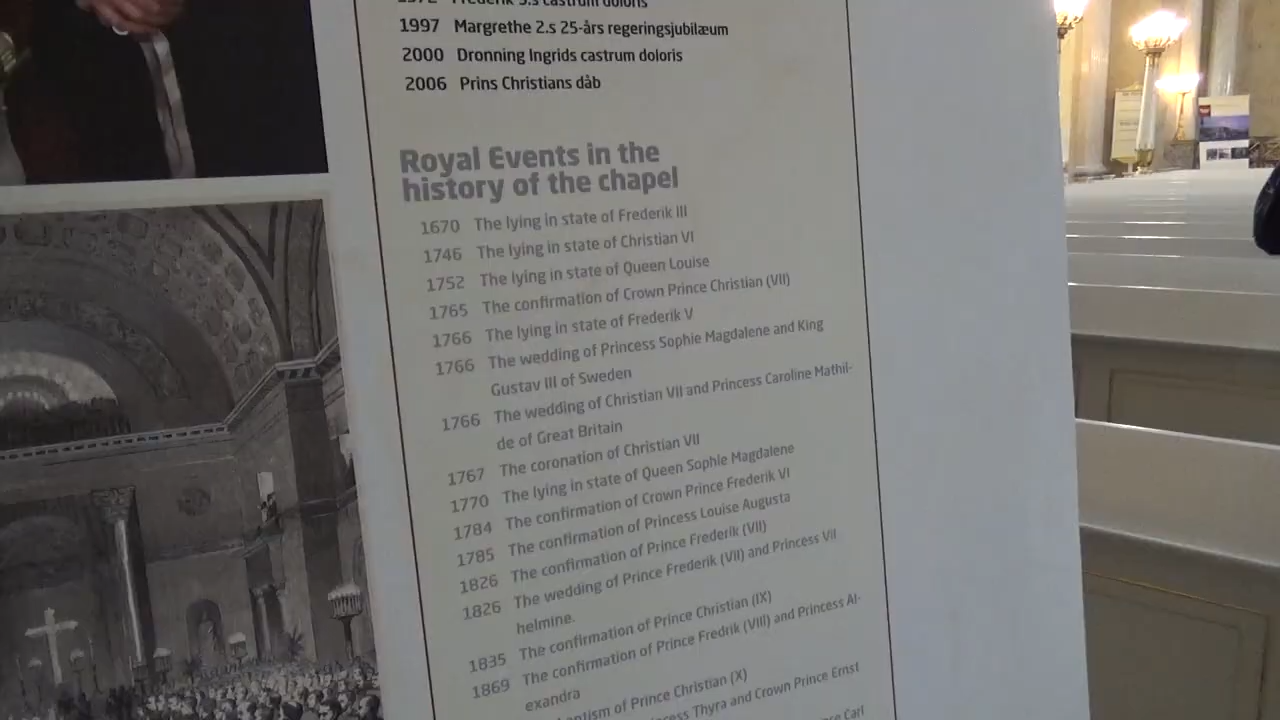 1997 Margrethe 2.s 25-års regeringsjubilæum
2000 Dronning Ingrids castrum doloris
2006 Prins Christians dåb
Royal Events in the
history of the chapel
1670 The lying in state of Frederik III
1746 The lying in state of Christian VI
1752 The lying in state of Queen Louise
1765 The confirmation of Crown Prince Christian (VII)
1766 The lying in state of Frederik V
1766 The wedding of Princess Sophie Magdalene and King
Gustav III of Sweden
1766 The wedding of Christian VII and Princess Caroline Mathil-
de of Great Britain
1767 The coronation of Christian VII
1770 The lying in state of Queen Sophie Magdalene
1784 The confirmation of Crown Prince Frederik VI
1785 The confirmation of Princess Louise Augusta
1826 The confirmation of Prince Frederik (VII)
1826 The wedding of Prince Frederik (VII) and Princess Vil
helmine.
1835 The confirmation of Prince Christian (IX)
1869 The confirmation of Prince Fredrik (VIII) and Princess Al-
exandra
of Prince Christian (X)
Thyra and Crown Prince Ernst
Carl